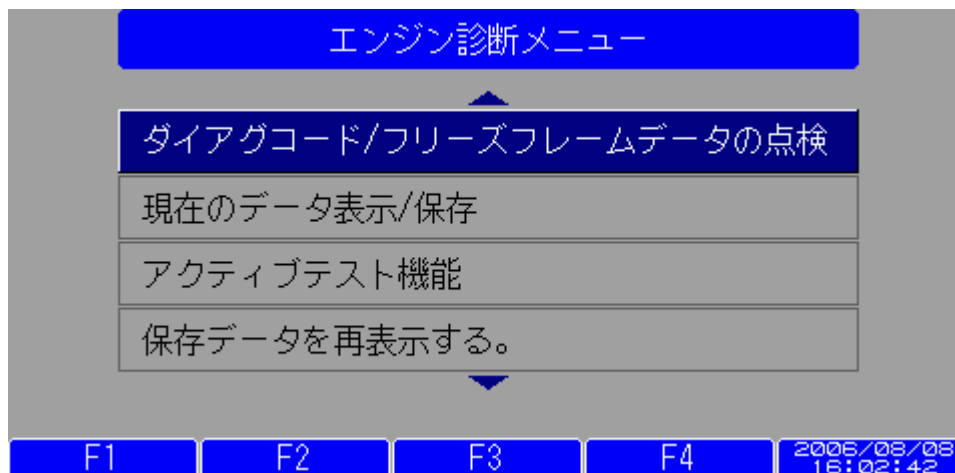 エンジン診断メニュー
ダイアグコード/フリーズフレームデータの点検
現在のデータ表示/保存
アクティブテスト機能
保存データを再表示する。
F1 F2 F3 F4 2006/08/08
16:02:42